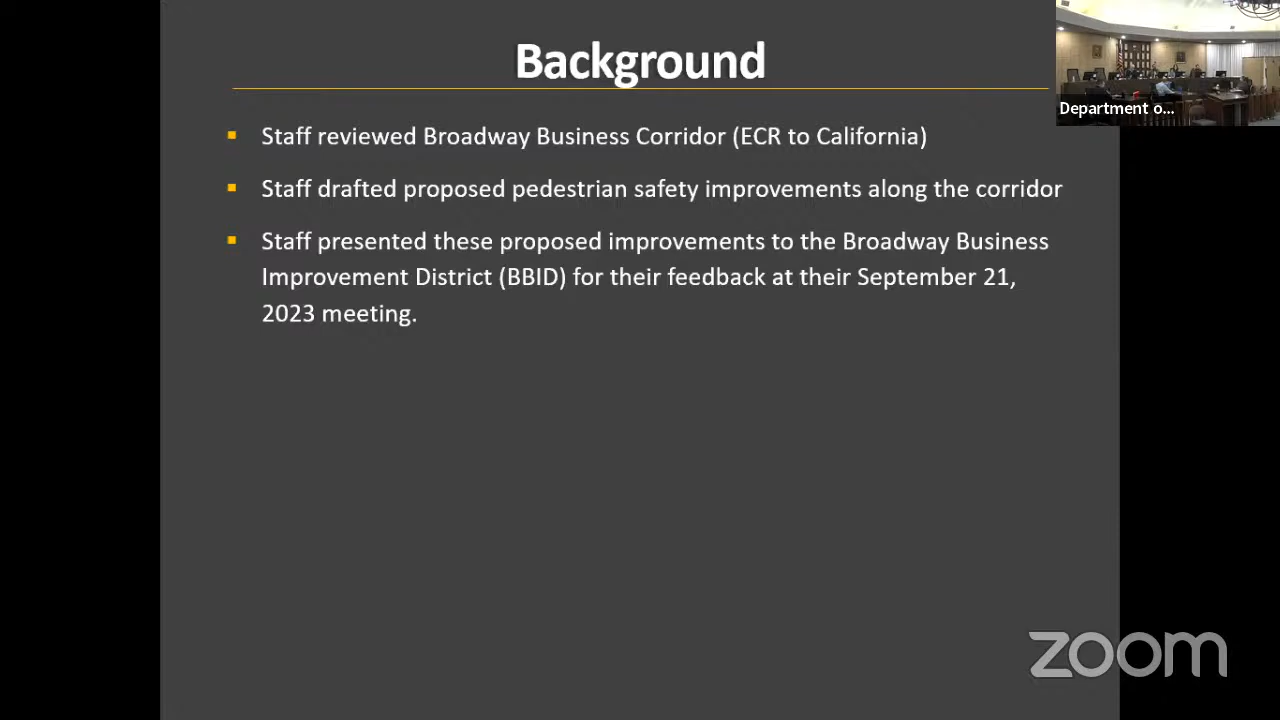 Background
Department o...
Staff reviewed Broadway Business Corridor (ECR to California)
Staff drafted proposed pedestrian safety improvements along the corridor
Staff presented these proposed improvements to the Broadway Business
Improvement District (BBID) for their feedback at their September 21,
2023 meeting.
zoom